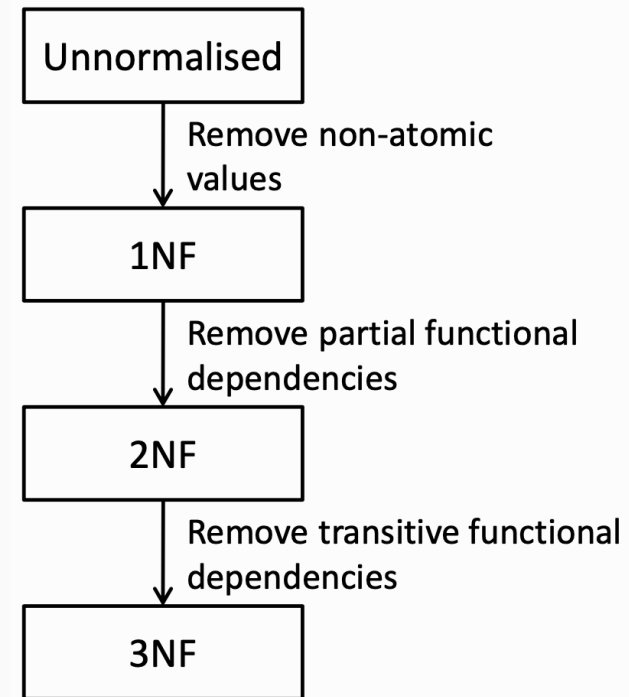 Unnormalised
Remove non-atomic
values
1NF
Remove partial functional
dependencies
2NF
Remove transitive functional
dependencies
3NF